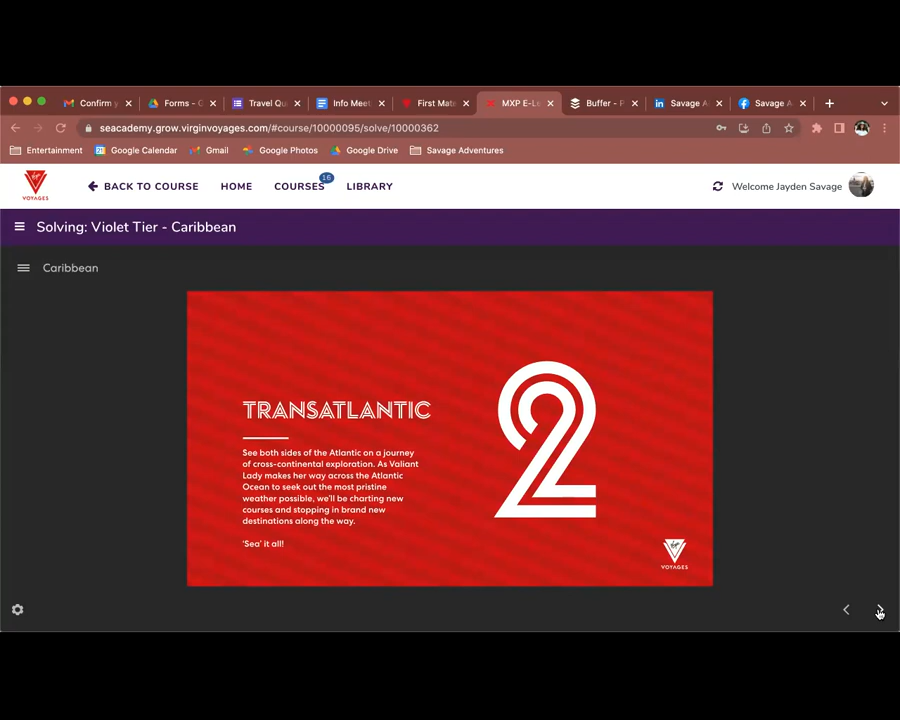 Confirm y
Forms - G
Travel Qu
Info Meet
First Mate
MXP E-Le
Buffer - P
Savage A
Savage A
seacademy.grow.virginvoyages.com/#course/10000095/solve/10000362
Entertainment
Google Calendar
Gmail
Google Photos
Google Drive
Savage Adventures
VOYAGES
BACK TO COURSE
HOME
COURSES
16
LIBRARY
Welcome Jayden Savage
Solving: Violet Tier - Caribbean
Caribbean
TRANSATLANTIC
See both sides of the Atlantic on a journey
of cross-continental exploration. As Valiant
Lady makes her way across the Atlantic
Ocean to seek out the most pristine
weather possible, we'll be charting new
courses and stopping in brand new
destinations along the way.
'Sea' it all!
2
VOYAGES